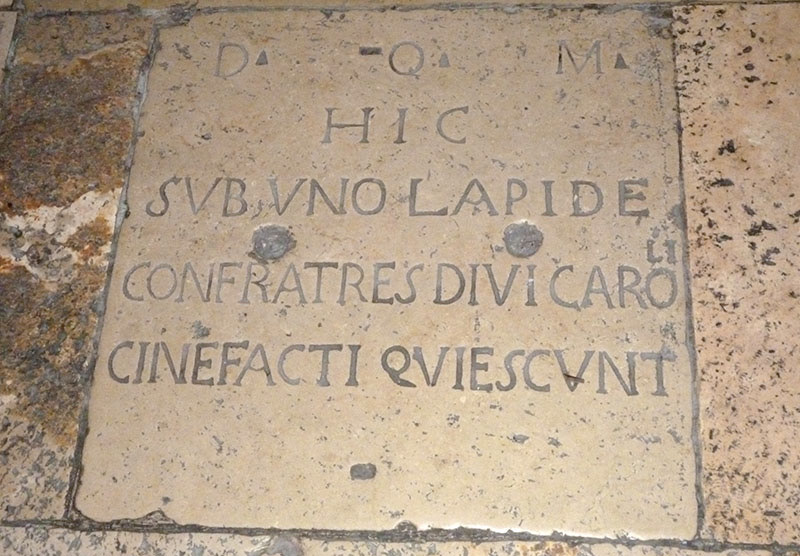 D · Q · M ·
HIC
SVB VNO LAPIDE
CONFRATRES DIVI CAROLI
CINEFACTI QVIESCVNT